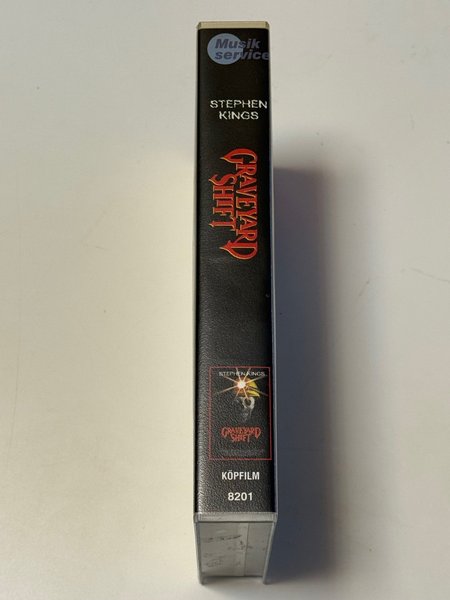 Musik
service
STEPHEN
KINGS
GRAVEYARD
SHIFT
STEPHEN KINGS
GRAVEYARD
SHIFT
KÖPFILM
8201